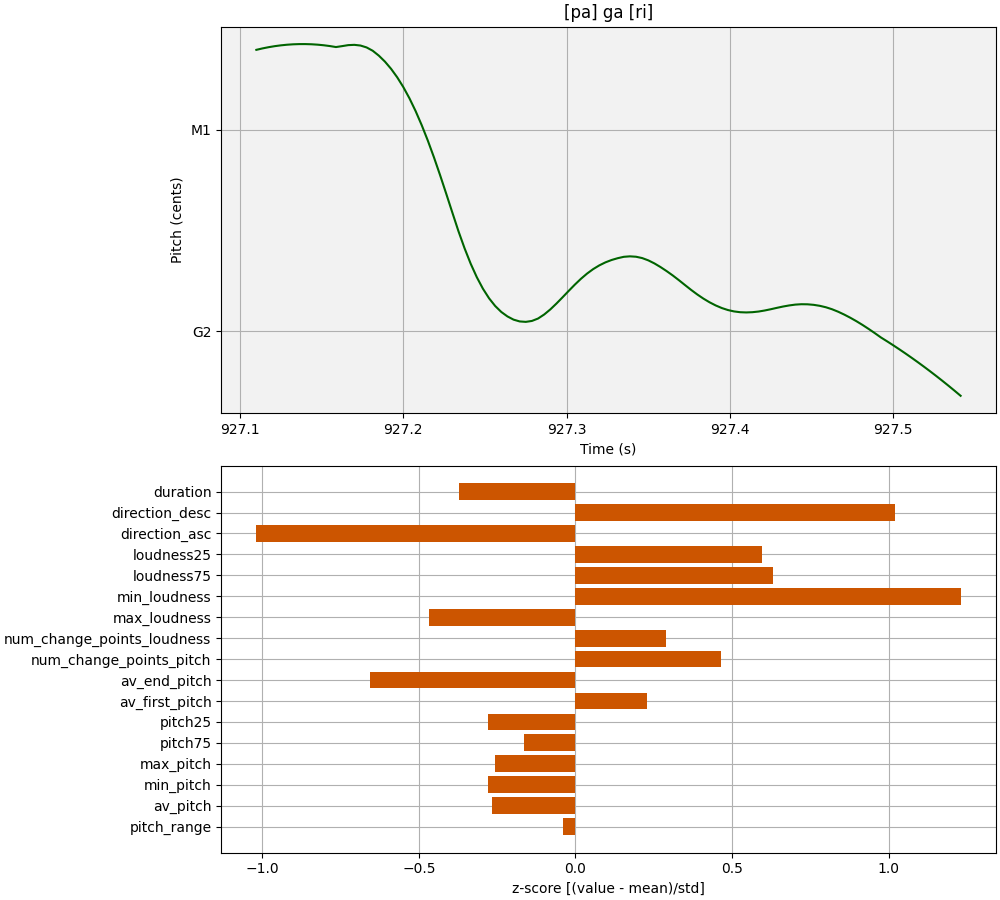 [pa] ga [ri]
M1
G2
Pitch (cents)
927.1 927.2 927.3 927.4 927.5
Time (s)
duration
direction_desc
direction_asc
loudness25
loudness75
min_loudness
max_loudness
num_change_points_loudness
num_change_points_pitch
av_end_pitch
av_first_pitch
pitch25
pitch75
max_pitch
min_pitch
av_pitch
pitch_range
−1.0 −0.5 0.0 0.5 1.0
z-score [(value - mean)/std]